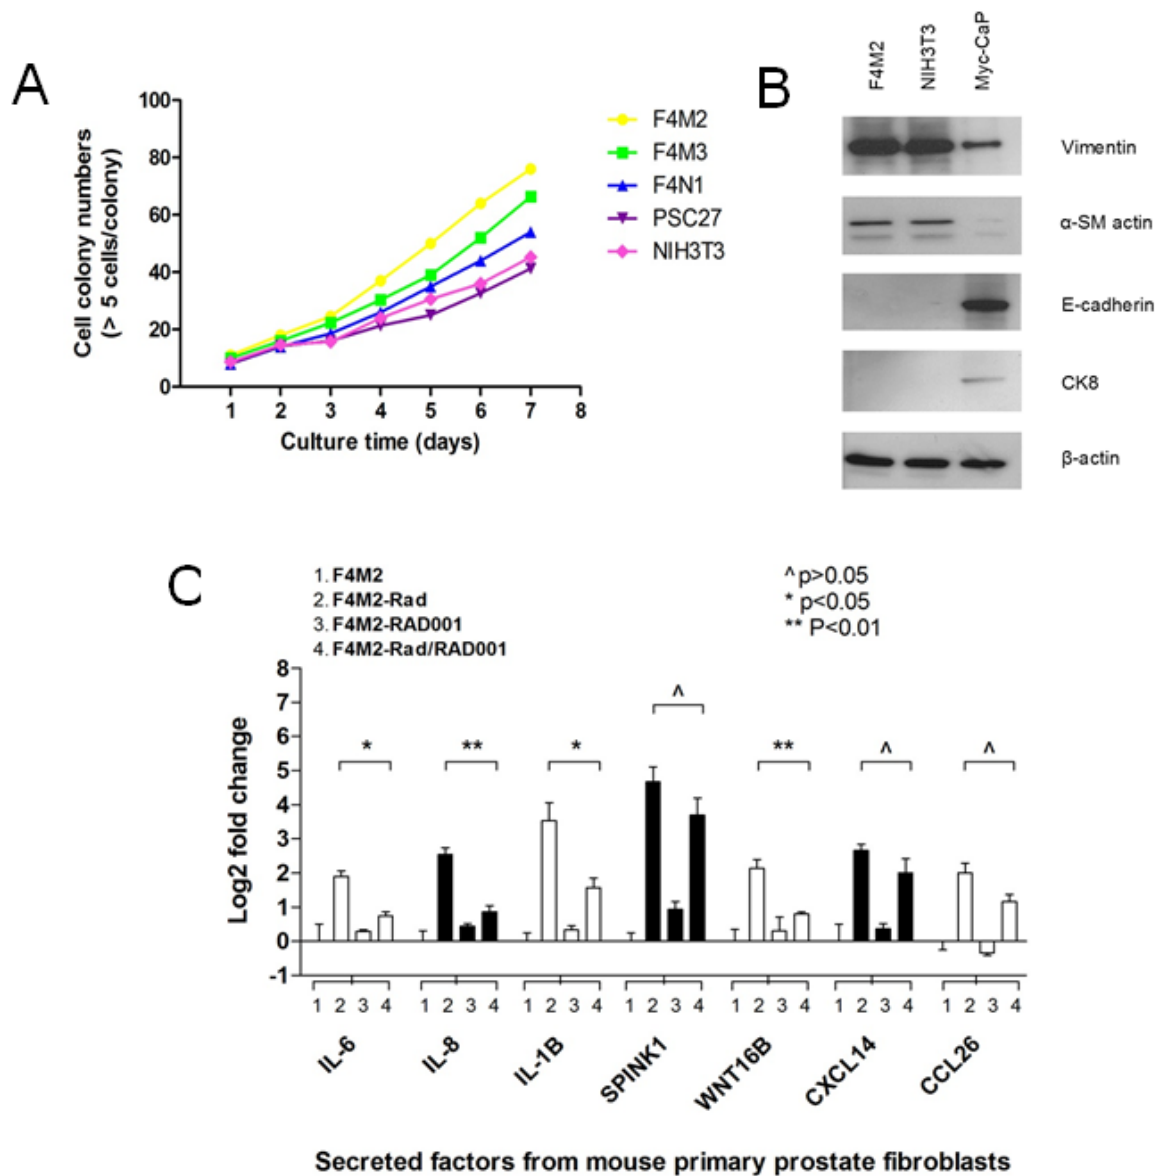 A
100
80
60
40
20
0
1 2 3 4 5 6 7 8
Cell colony numbers
(> 5 cells/colony)
Culture time (days)
F4M2
F4M3
F4N1
PSC27
NIH3T3
B
F4M2
NIH3T3
Myc-CaP
Vimentin
α-SM actin
E-cadherin
CK8
β-actin
C
1. F4M2
2. F4M2-Rad
3. F4M2-RAD001
4. F4M2-Rad/RAD001
^ p>0.05
* p<0.05
** P<0.01
Log2 fold change
8
7
6
5
4
3
2
1
0
-1
* ** * ^ ** ^ ^
1 2 3 4 1 2 3 4 1 2 3 4 1 2 3 4 1 2 3 4 1 2 3 4 1 2 3 4
IL-6
IL-8
IL-1B
SPINK1
WNT16B
CXCL14
CCL26
Secreted factors from mouse primary prostate fibroblasts